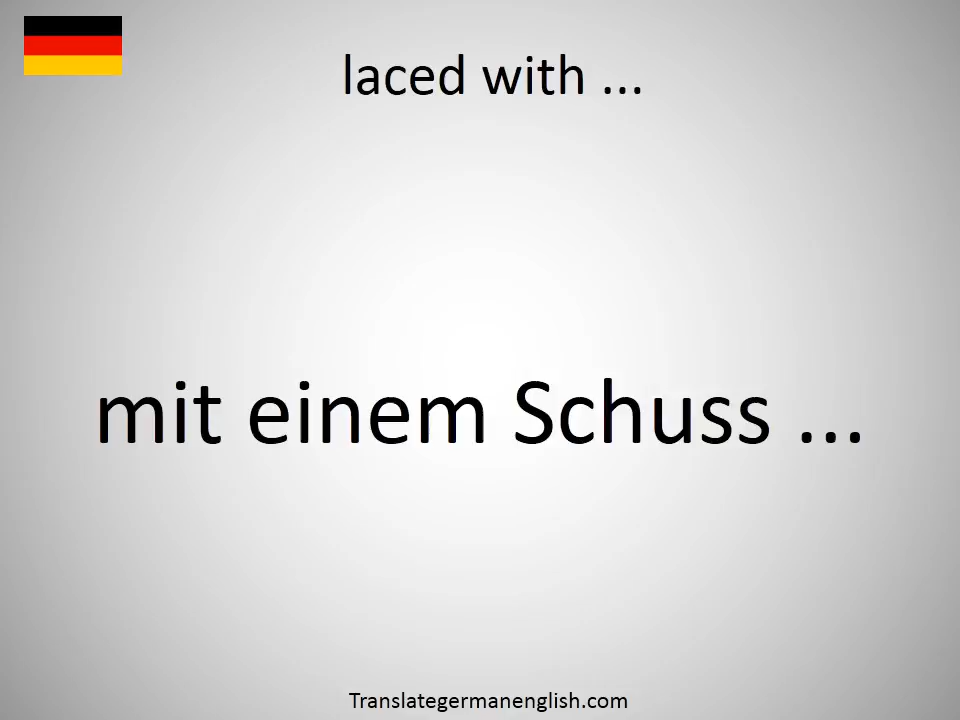 laced with ...
mit einem Schuss ...
Translategermanenglish.com